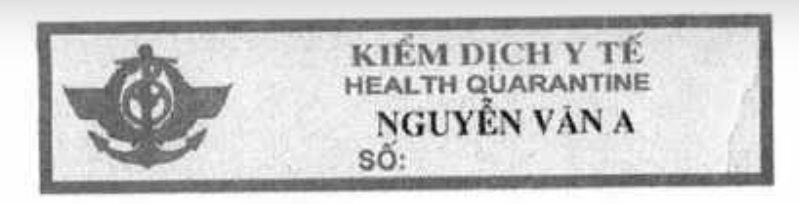 KIỂM DỊCH Y TẾ
HEALTH QUARANTINE
NGUYỄN VĂN A
SỐ: